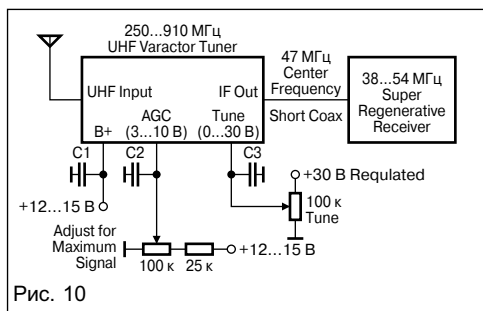 250...910 МГц
UHF Varactor Tuner
UHF Input
AGC
(3...10 В)
B+
Tune
(0...30 В)
IF Out
47 МГц
Center
Frequency
Short Coax
38...54 МГц
Super
Regenerative
Receiver
C1
C2
C3
+12...15 В
+30 В Requlated
100 к
Tune
Adjust for
Maximum
Signal
100 к
25 к
+12...15 В
Рис. 10